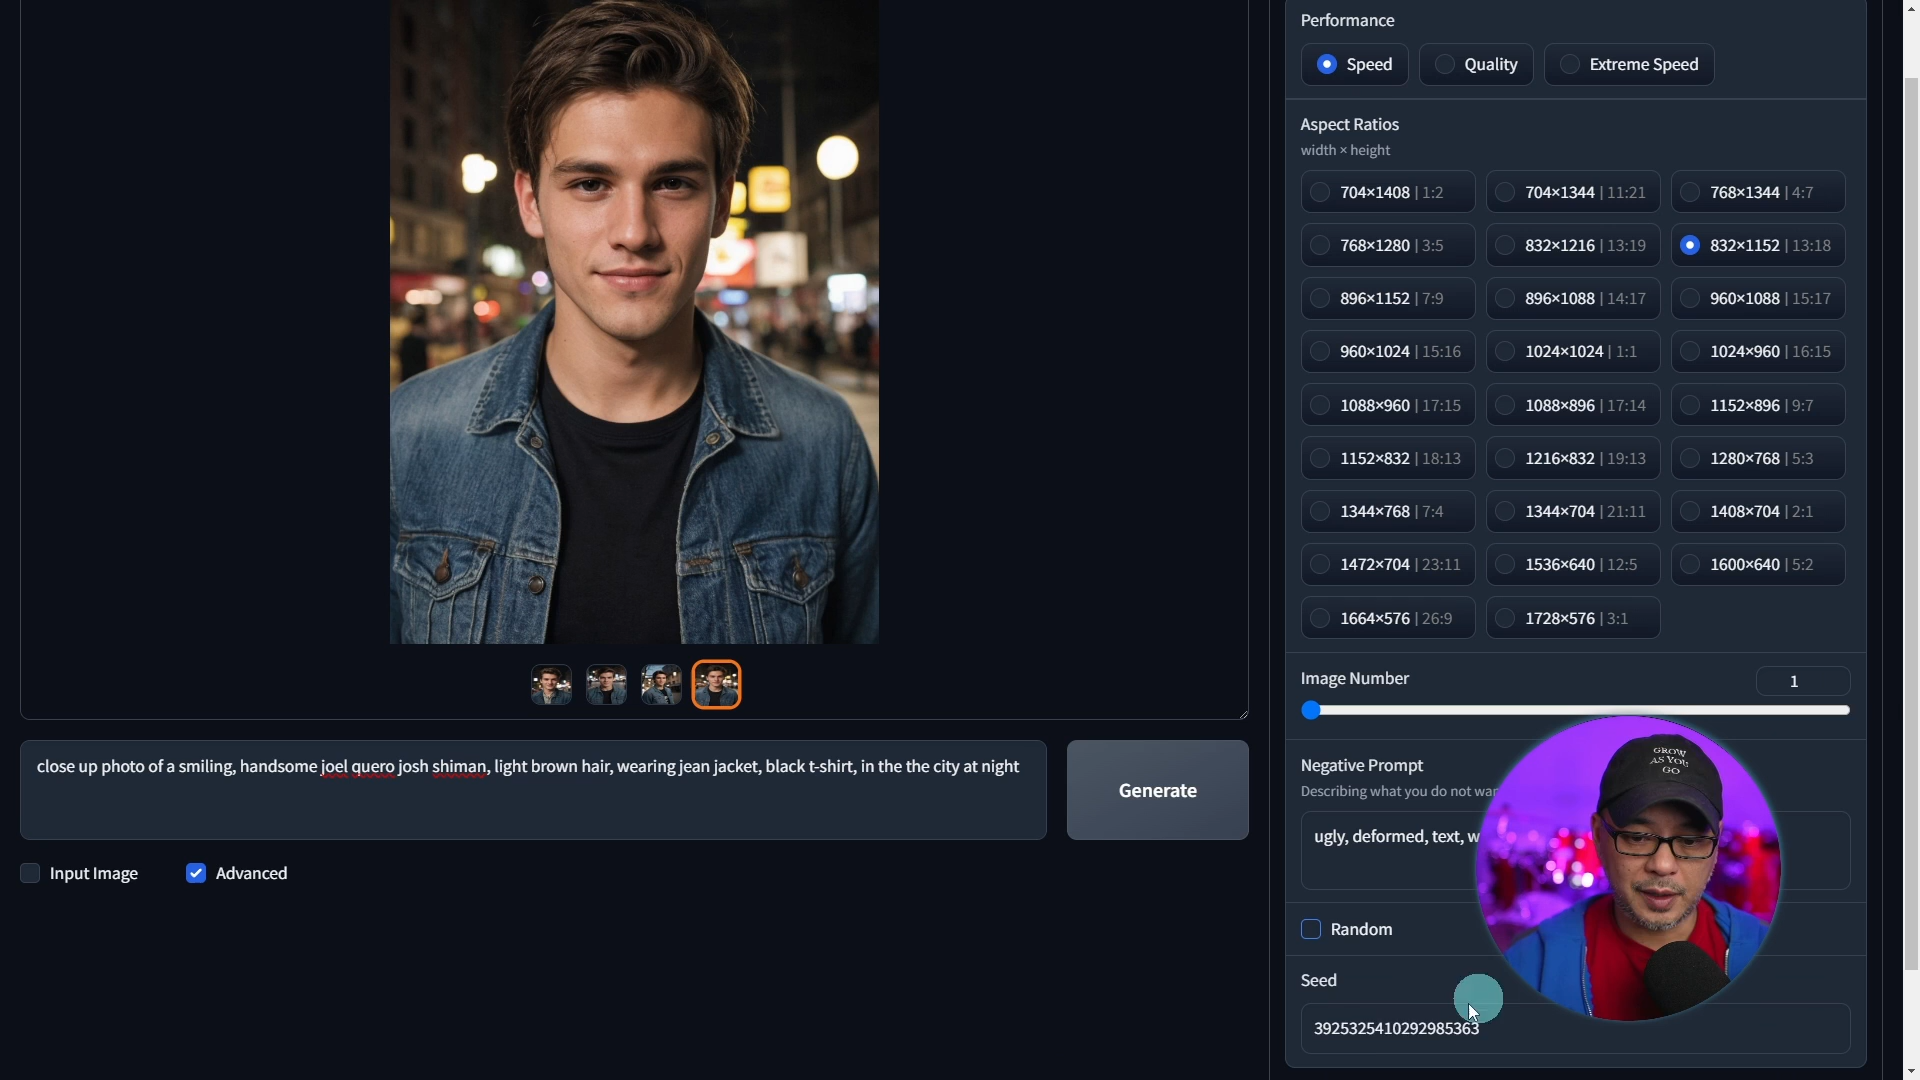 Performance
Speed
Quality
Extreme Speed
Aspect Ratios
width × height
704×1408 | 1:2
704×1344 | 11:21
768×1344 | 4:7
768×1280 | 3:5
832×1216 | 13:19
832×1152 | 13:18
896×1152 | 7:9
896×1088 | 14:17
960×1088 | 15:17
960×1024 | 15:16
1024×1024 | 1:1
1024×960 | 16:15
1088×960 | 17:15
1088×896 | 17:14
1152×896 | 9:7
1152×832 | 18:13
1216×832 | 19:13
1280×768 | 5:3
1344×768 | 7:4
1344×704 | 21:11
1408×704 | 2:1
1472×704 | 23:11
1536×640 | 12:5
1600×640 | 5:2
1664×576 | 26:9
1728×576 | 3:1
Image Number
1
close up photo of a smiling, handsome joel quero josh shiman, light brown hair, wearing jean jacket, black t-shirt, in the the city at night
Generate
Input Image
Advanced
Negative Prompt
Describing what you do not
ugly, deformed, text,
Random
Seed
3925325410292985363
GROW
AS YOU
GO